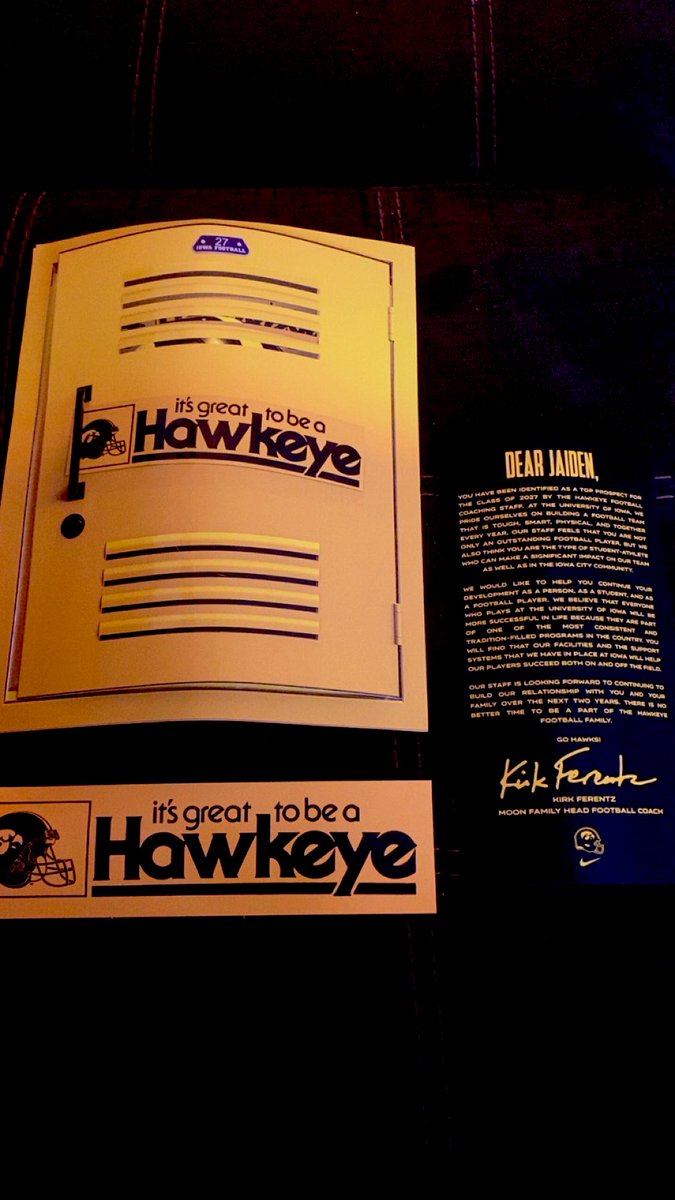 27
IOWA FOOTBALL
it's great to be a
Hawkeye
DEAR JAIDEN,
YOU HAVE BEEN IDENTIFIED AS A TOP PROSPECT FOR
THE CLASS OF 2027 BY THE HAWKEYE FOOTBALL
COACHING STAFF. AT THE UNIVERSITY OF IOWA, WE
PRIDE OURSELVES ON BUILDING A FOOTBALL TEAM
THAT IS TOUGH, SMART, PHYSICAL, AND TOGETHER
EVERY YEAR. OUR STAFF FEELS THAT YOU ARE NOT
ONLY AN OUTSTANDING FOOTBALL PLAYER, BUT WE
ALSO THINK YOU ARE THE TYPE OF STUDENT-ATHLETE
WHO CAN MAKE A SIGNIFICANT IMPACT ON OUR TEAM
AS WELL AS IN THE IOWA CITY COMMUNITY.
WE WOULD LIKE TO HELP YOU CONTINUE YOUR
DEVELOPMENT AS A PERSON, AS A STUDENT, AND AS
A FOOTBALL PLAYER. WE BELIEVE THAT EVERYONE
WHO PLAYS AT THE UNIVERSITY OF IOWA WILL BE
MORE SUCCESSFUL IN LIFE BECAUSE THEY ARE PART
OF ONE OF THE MOST CONSISTENT AND
TRADITION-FILLED PROGRAMS IN THE COUNTRY. YOU
WILL FIND THAT OUR FACILITIES AND THE SUPPORT
SYSTEMS THAT WE HAVE IN PLACE AT IOWA WILL HELP
OUR PLAYERS SUCCEED BOTH ON AND OFF THE FIELD.
OUR STAFF IS LOOKING FORWARD TO CONTINUING TO
BUILD OUR RELATIONSHIP WITH YOU AND YOUR
FAMILY OVER THE NEXT TWO YEARS. THERE IS NO
BETTER TIME TO BE A PART OF THE HAWKEYE
FOOTBALL FAMILY.
GO HAWKS!
Kirk Ferentz
KIRK FERENTZ
MOON FAMILY HEAD FOOTBALL COACH
it's great to be a
Hawkeye